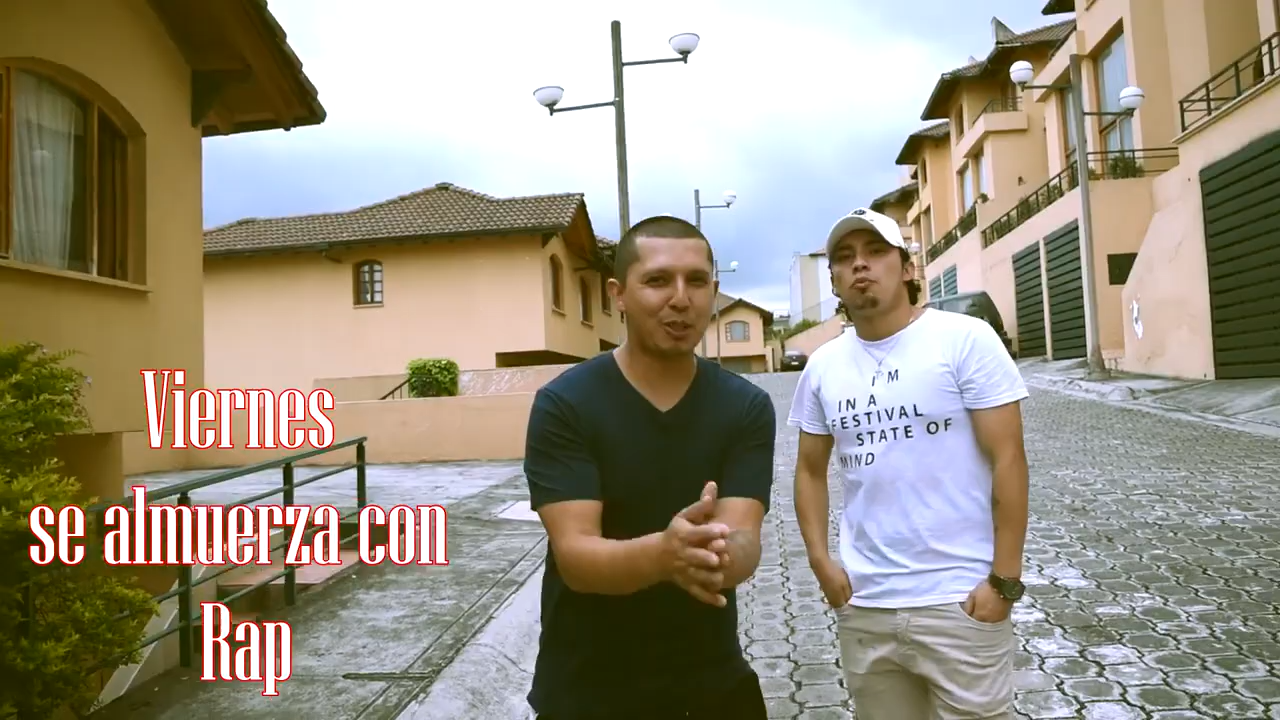 Viernes
se almuerza con
Rap
I'M
IN A
FESTIVAL
STATE OF
MIND